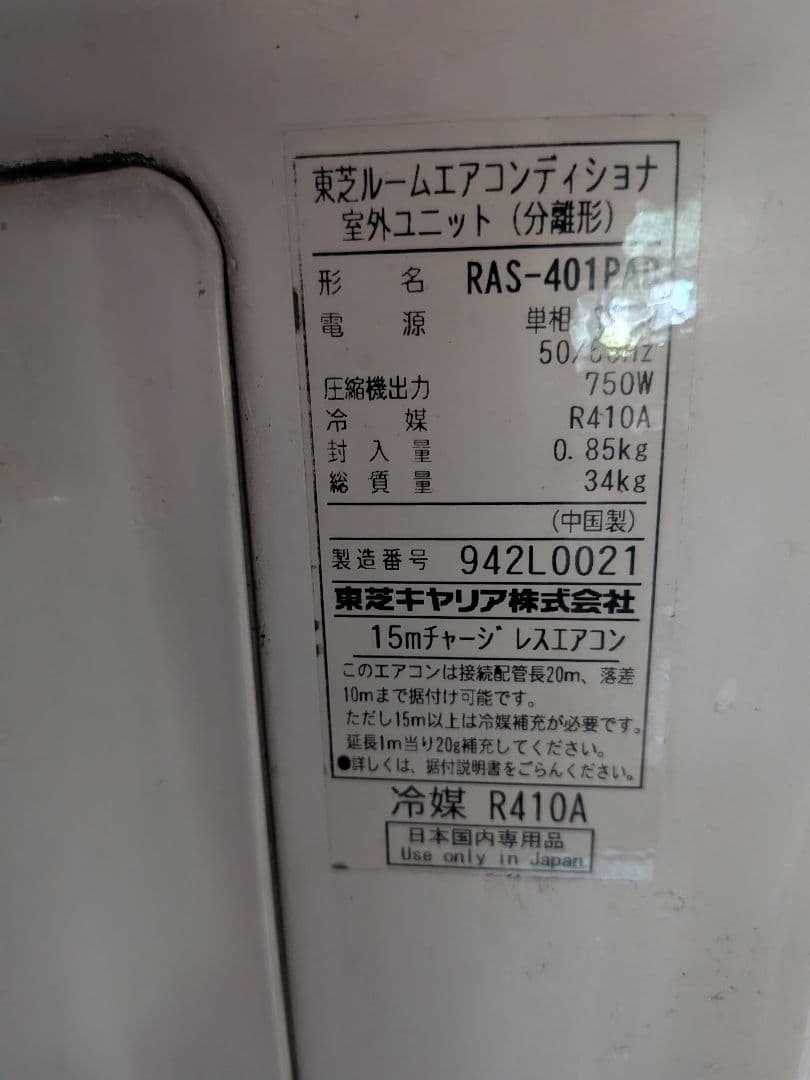 東芝ルームエアコンディショナ
室外ユニット（分離形）
形 名 RAS-401PAP
電 源 単相
50/60Hz
圧縮機出力 750W
冷 媒 R410A
封 入 量 0.85kg
総 質 量 34kg
（中国製）
製造番号 942L0021
東芝キヤリア株式会社
15mチャージレスエアコン
このエアコンは接続配管長20m、落差
10mまで据付け可能です。
ただし15m以上は冷媒補充が必要です。
延長1m当り20g補充してください。
●詳しくは、据付説明書をごらんください。
冷媒 R410A
日本国内専用品
Use only in Japan